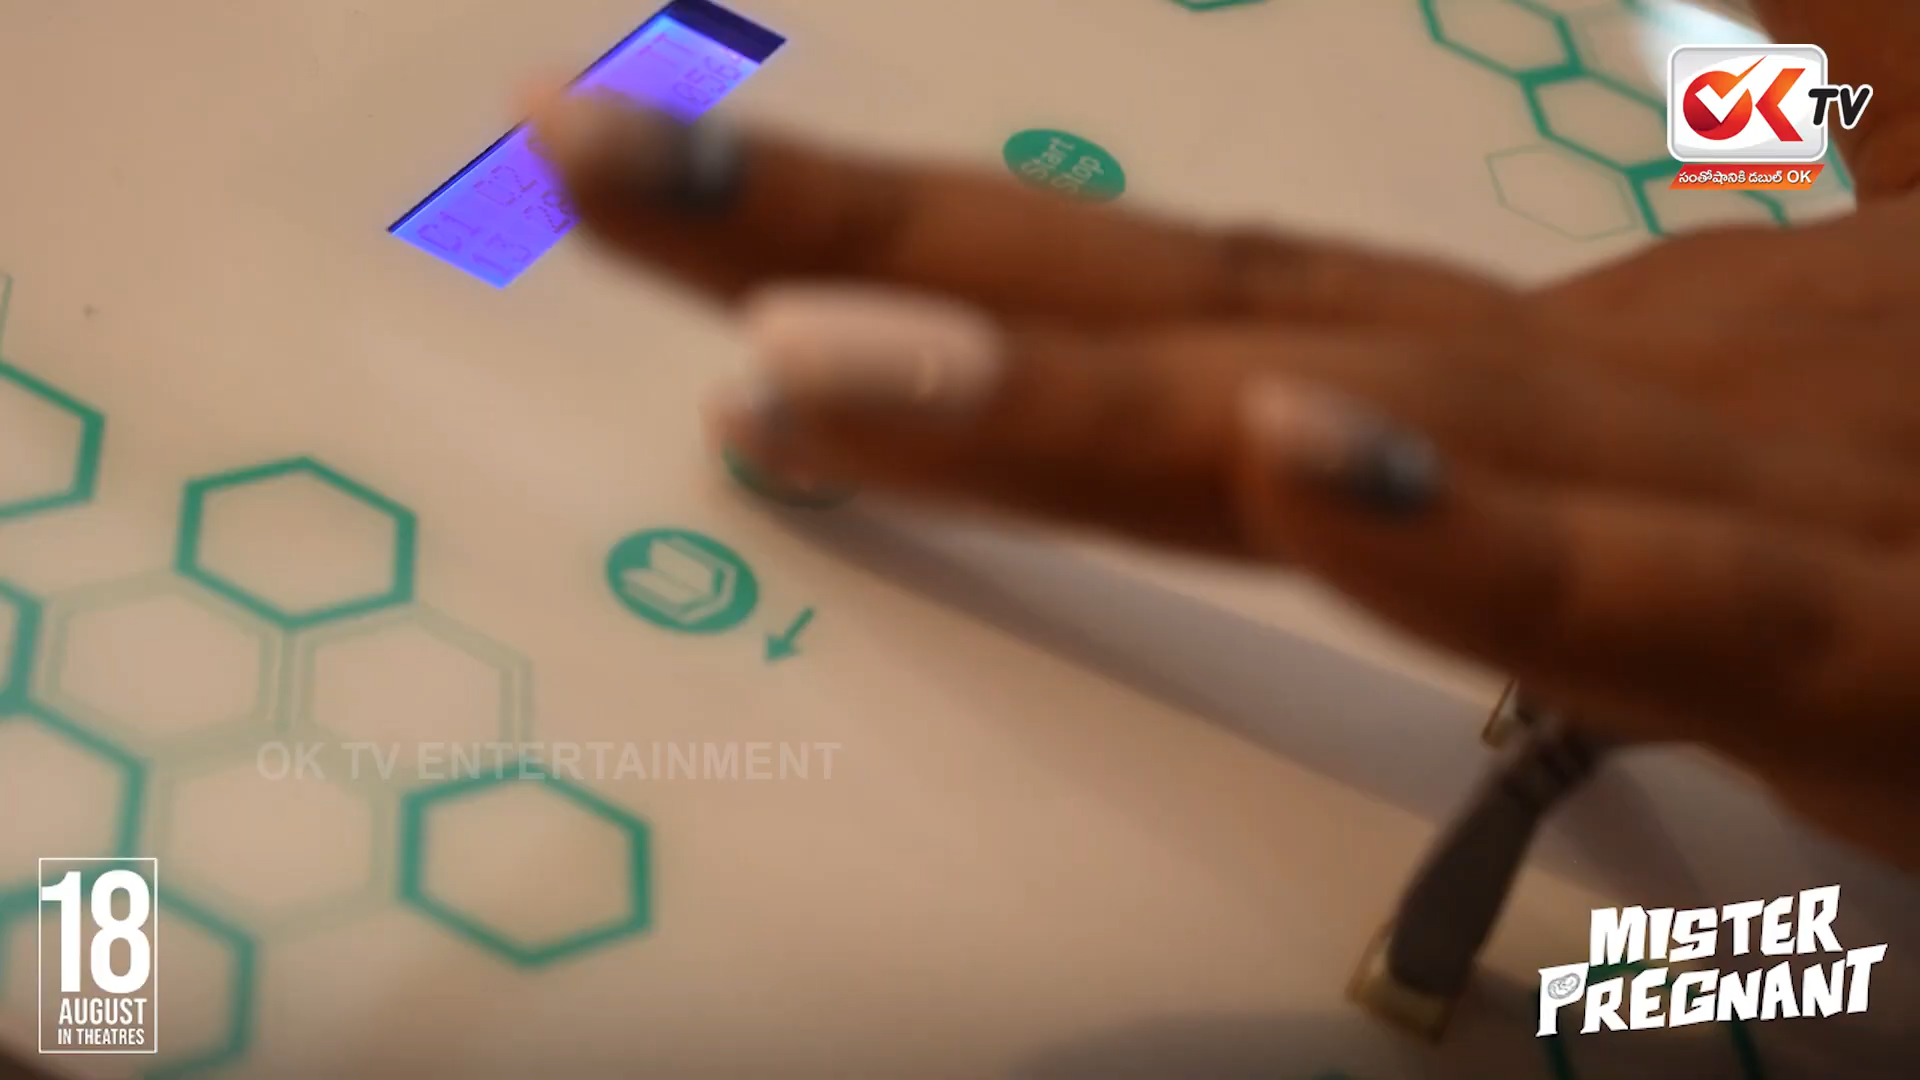 OK TV
సంతోషానికి డబుల్ OK
Start
Stop
OK TV ENTERTAINMENT
18
AUGUST
IN THEATRES
MISTER
PREGNANT